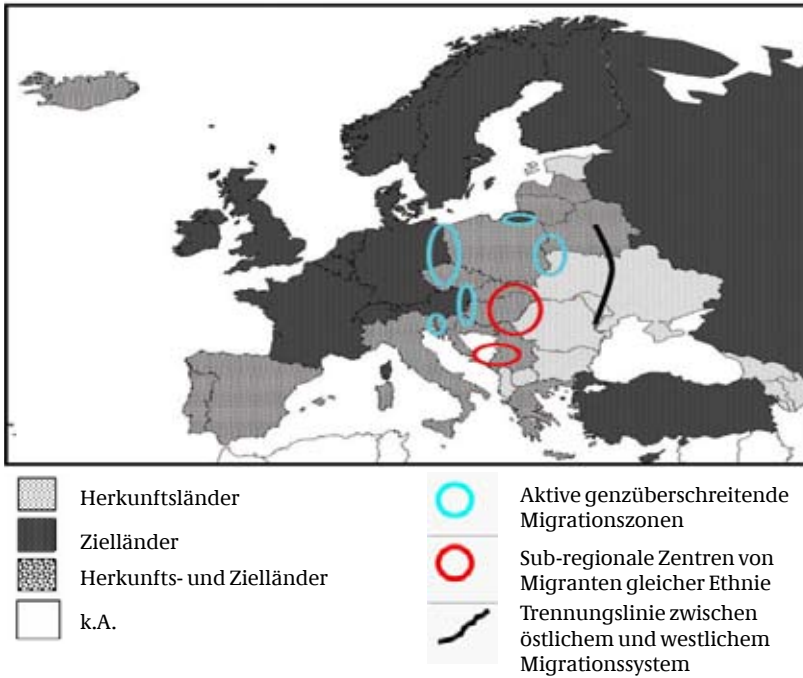 Herkunftsländer
Zielländer
Herkunfts- und Zielländer
k.A.
Aktive genzüberschreitende
Migrationszonen
Sub-regionale Zentren von
Migranten gleicher Ethnie
Trennungslinie zwischen
östlichem und westlichem
Migrationssystem